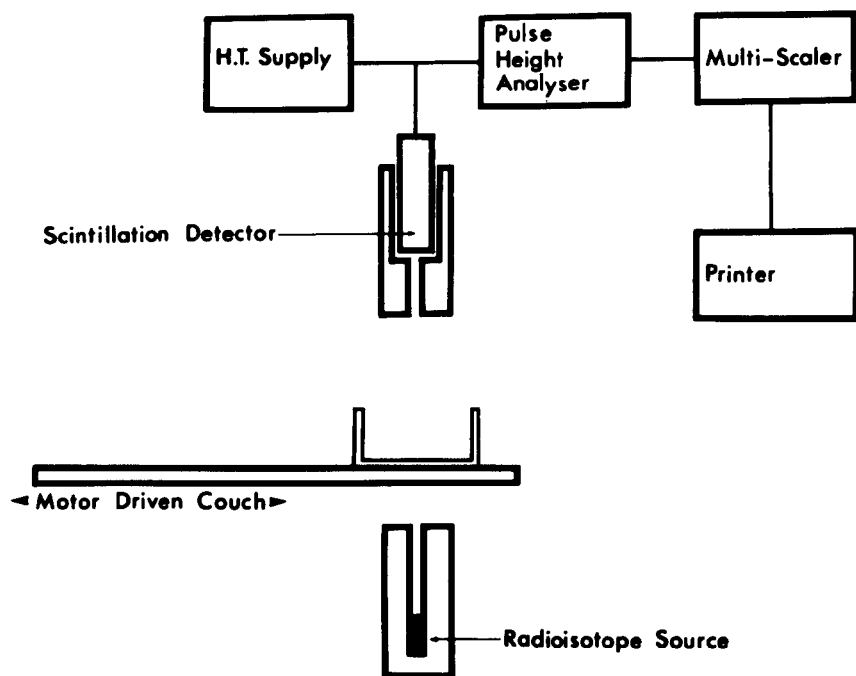 H.T. Supply
Pulse
Height
Analyser
Multi-Scaler
Scintillation Detector
Printer
Motor Driven Couch
Radioisotope Source